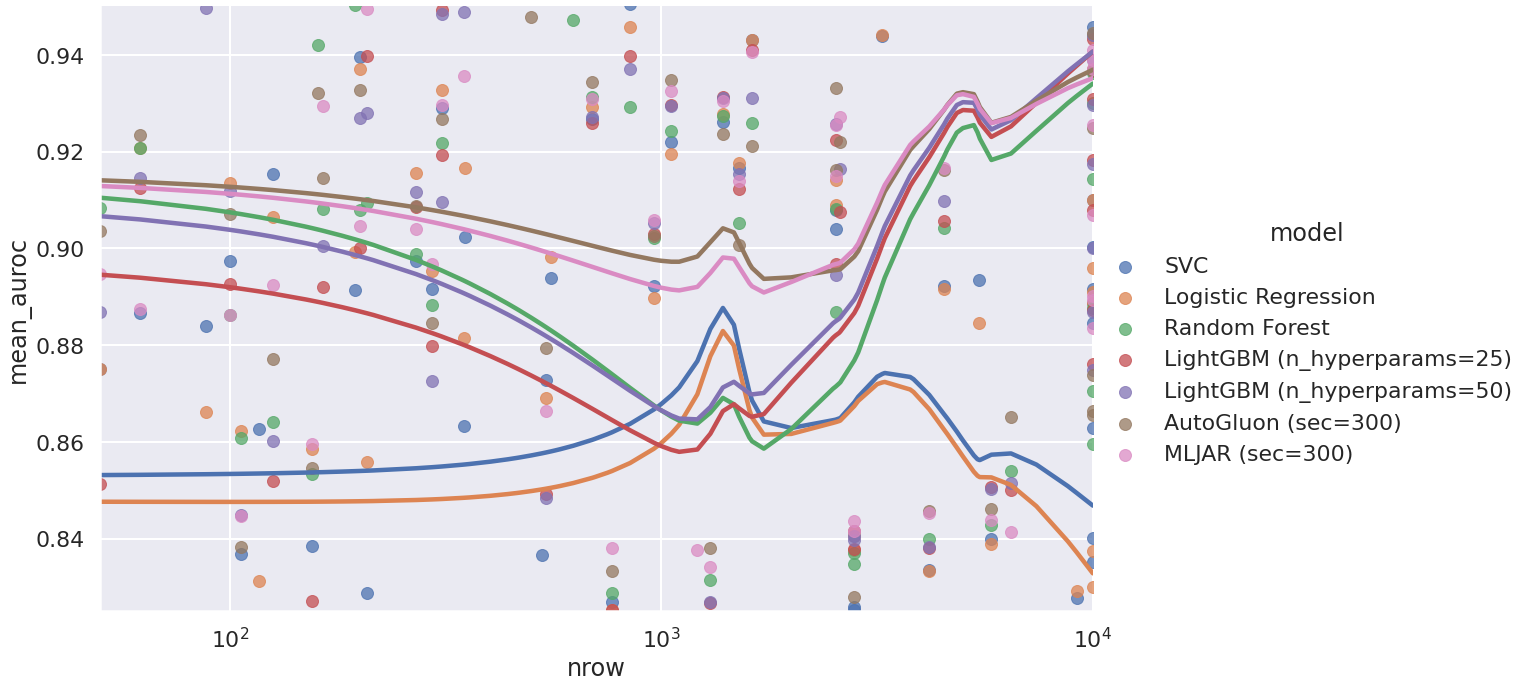 0.94
0.92
0.90
0.88
0.86
0.84
mean_auroc
10²
10³
10⁴
nrow
model
SVC
Logistic Regression
Random Forest
LightGBM (n_hyperparams=25)
LightGBM (n_hyperparams=50)
AutoGluon (sec=300)
MLJAR (sec=300)